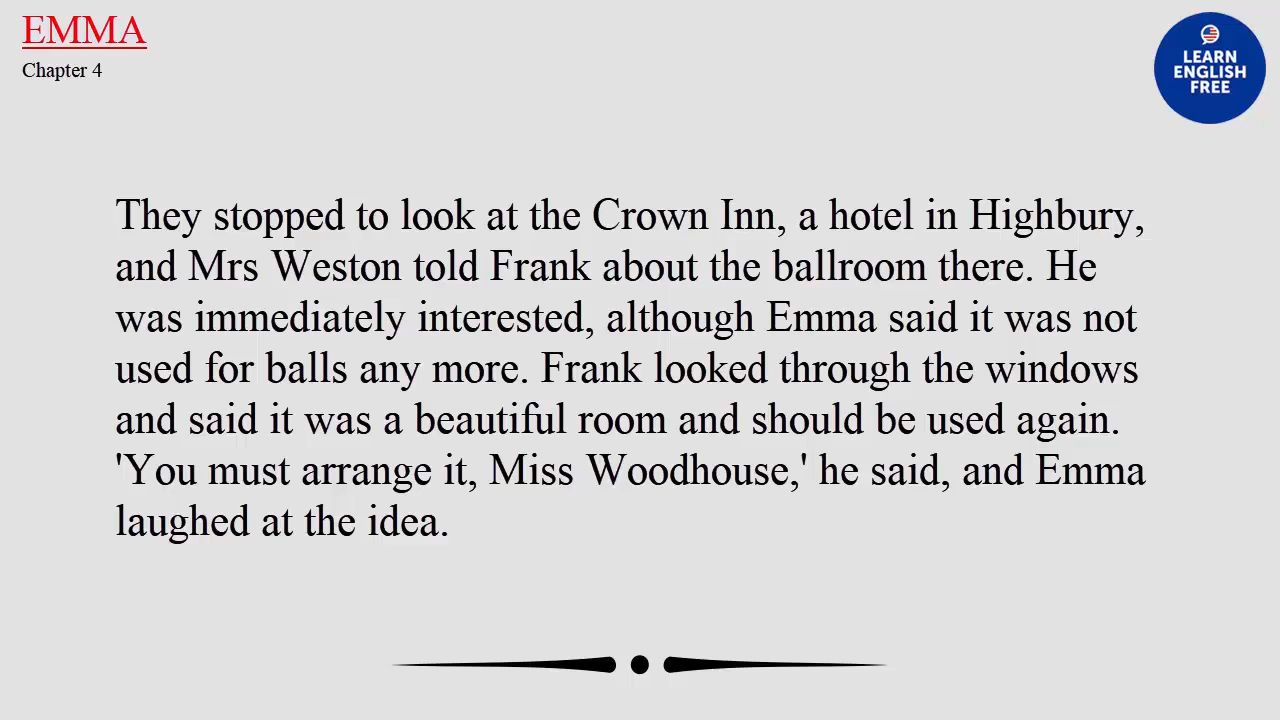 EMMA
Chapter 4
LEARN
ENGLISH
FREE
They stopped to look at the Crown Inn, a hotel in Highbury,
and Mrs Weston told Frank about the ballroom there. He
was immediately interested, although Emma said it was not
used for balls any more. Frank looked through the windows
and said it was a beautiful room and should be used again.
'You must arrange it, Miss Woodhouse,' he said, and Emma
laughed at the idea.